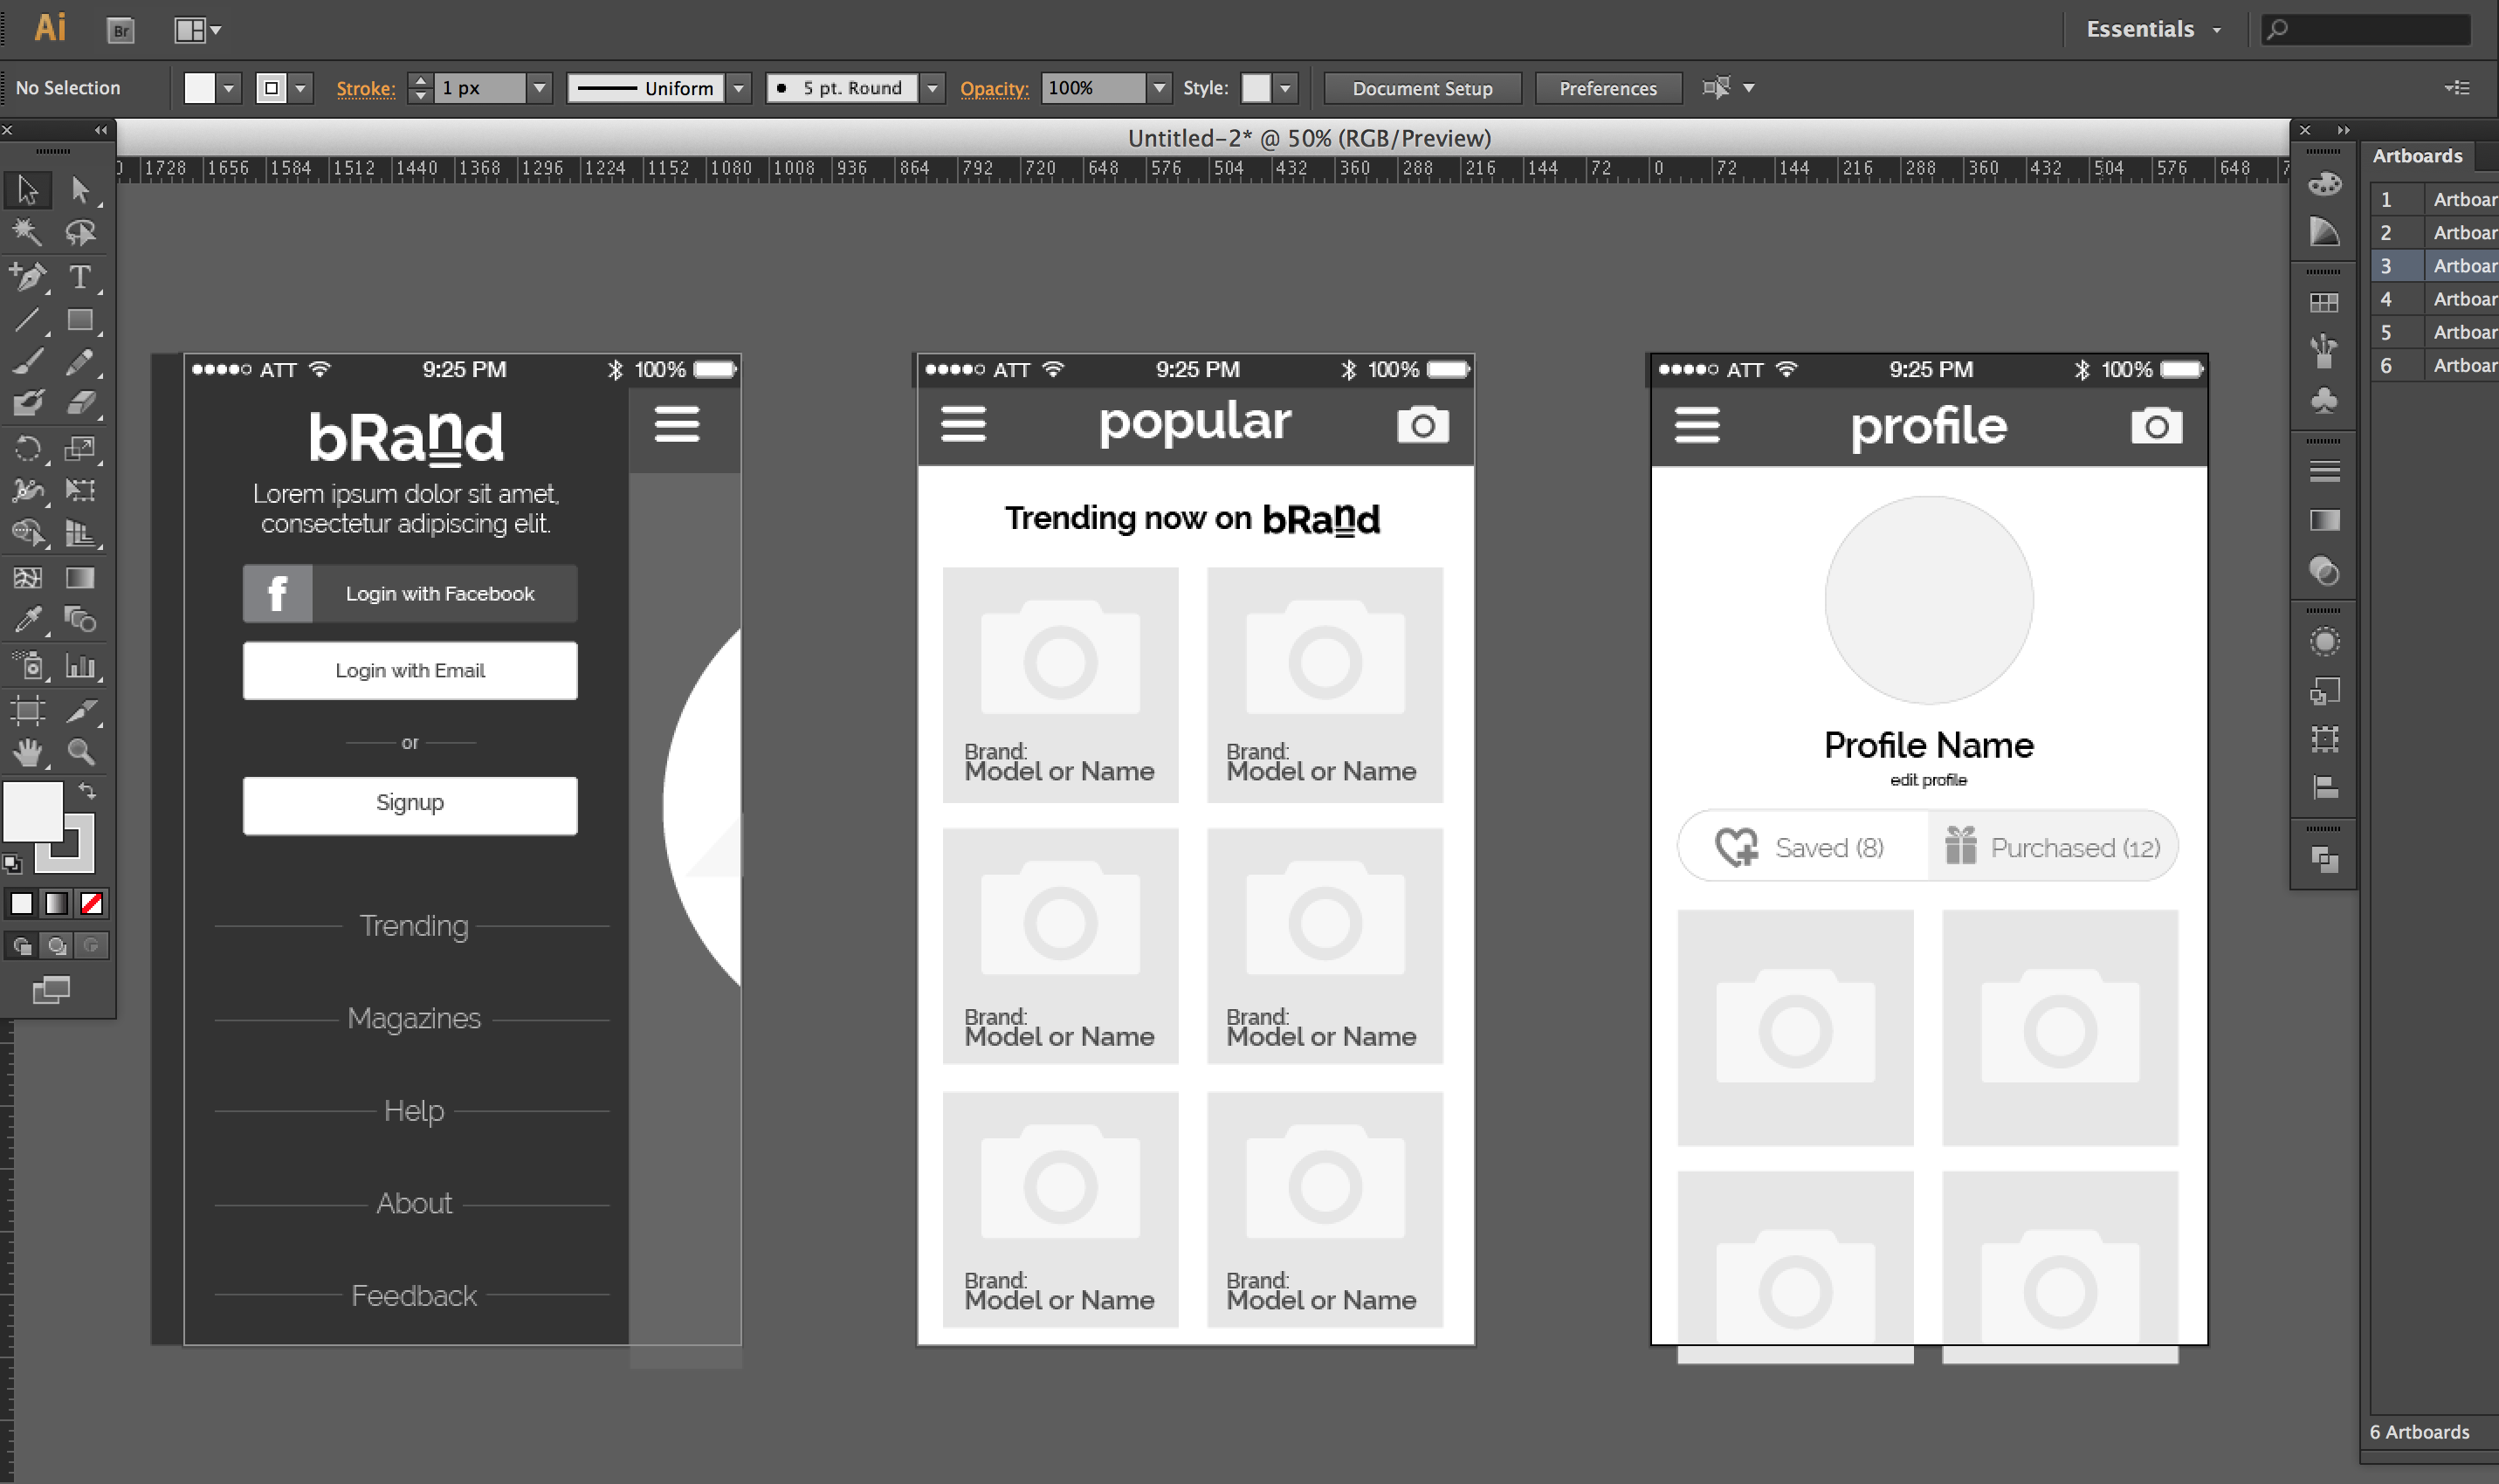 Ai
Br
Essentials
No Selection
Stroke:
1 px
Uniform
5 pt. Round
Opacity:
100%
Style:
Document Setup
Preferences
Untitled-2* @ 50% (RGB/Preview)
1728 1656 1584 1512 1440 1368 1296 1224 1152 1080 1008 936 864 792 720 648 576 504 432 360 288 216 144 72 0 72 144 216 288 360 432 504 576 648
Artboards
1 Artboar
2 Artboar
3 Artboar
4 Artboar
5 Artboar
6 Artboar
6 Artboards
T
ATT 9:25 PM 100%
bRand
Lorem ipsum dolor sit amet,
consectetur adipiscing elit.
f Login with Facebook
Login with Email
or
Signup
Trending
Magazines
Help
About
Feedback
ATT 9:25 PM 100%
popular
Trending now on bRand
Brand:
Model or Name
Brand:
Model or Name
Brand:
Model or Name
Brand:
Model or Name
Brand:
Model or Name
Brand:
Model or Name
ATT 9:25 PM 100%
profile
Profile Name
edit profile
Saved (8)
Purchased (12)